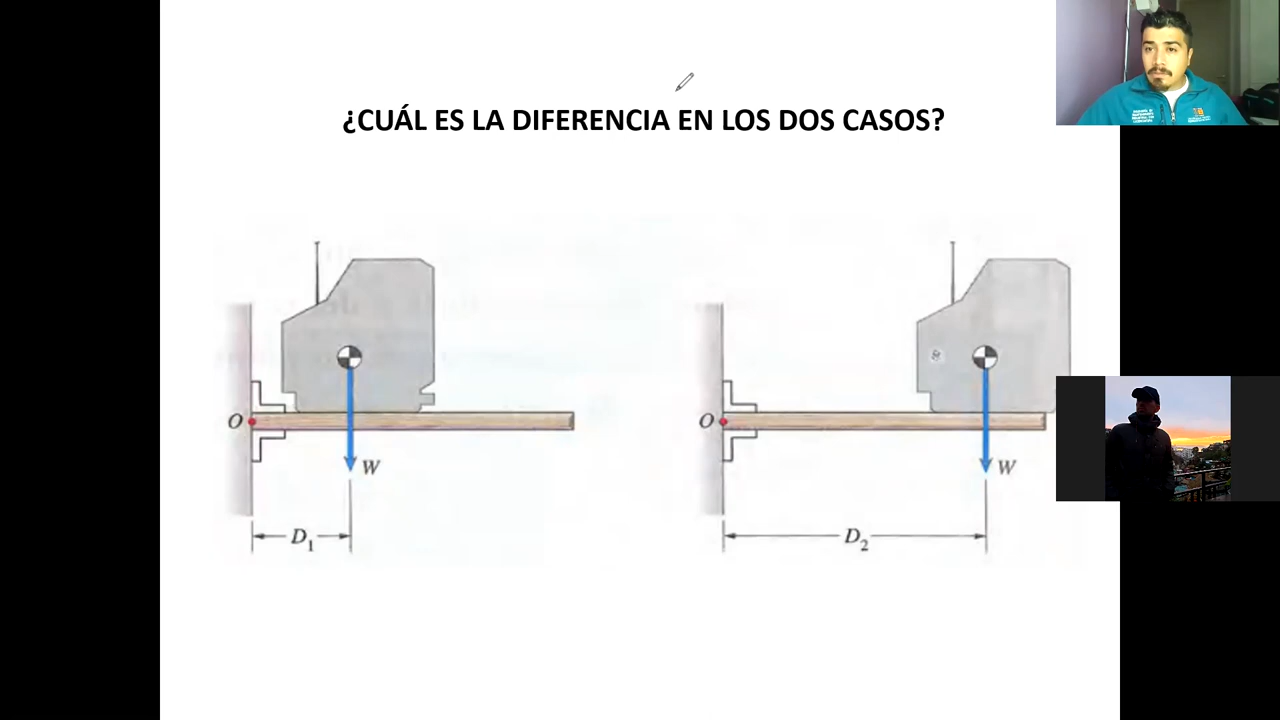 ¿CUÁL ES LA DIFERENCIA EN LOS DOS CASOS?
O
W
D₁
O
W
D₂